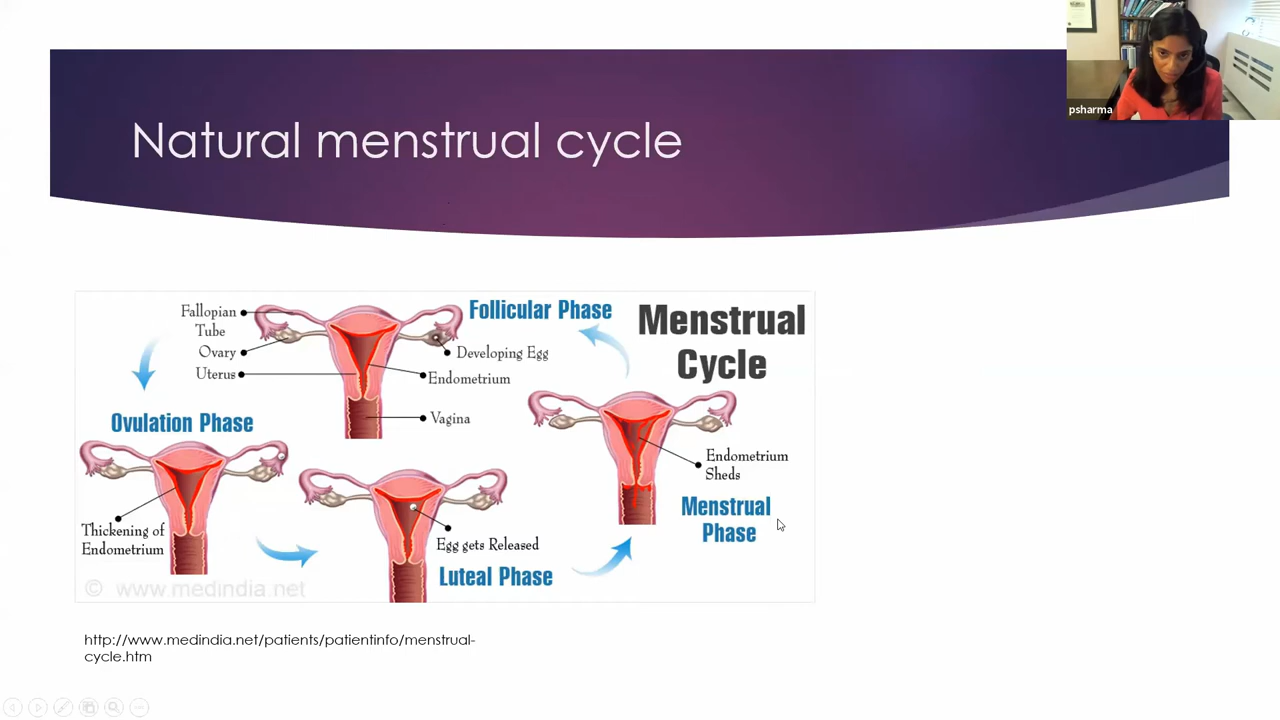 psharma
Natural menstrual cycle
Menstrual
Cycle
Follicular Phase
Fallopian
Tube
Ovary
Uterus
Developing Egg
Endometrium
Vagina
Ovulation Phase
Thickening of
Endometrium
Egg gets Released
Luteal Phase
Endometrium
Sheds
Menstrual
Phase
© www.medindia.net
http://www.medindia.net/patients/patientinfo/menstrual-
cycle.htm